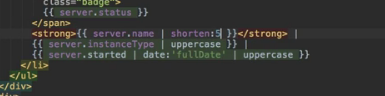 class="badge">
{{ server.status }}
</span>
<strong>{{ server.name | shorten:5 }}</strong> |
{{ server.instanceType | uppercase }} |
{{ server.started | date:'fullDate' | uppercase }}
</li>
</ul>
</div>